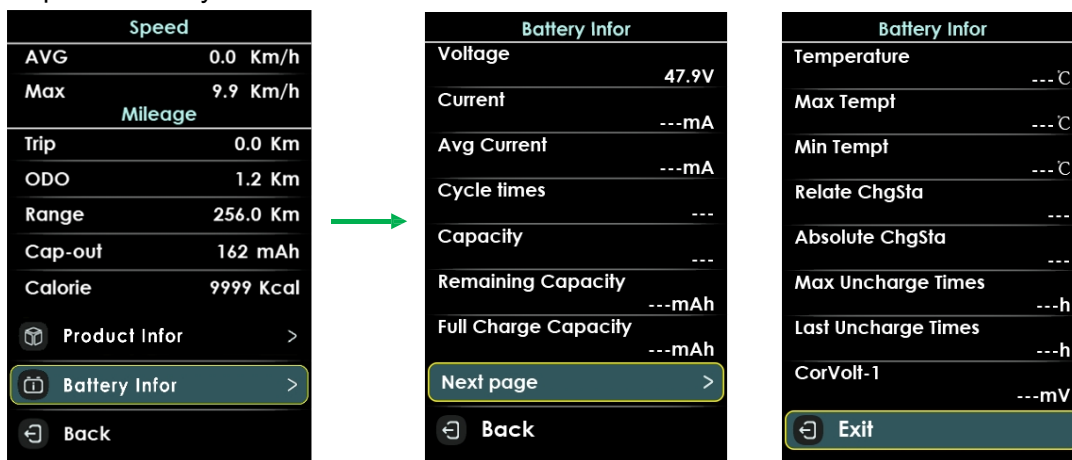 Speed
AVG 0.0 Km/h
Max 9.9 Km/h
Mileage
Trip 0.0 Km
ODO 1.2 Km
Range 256.0 Km
Cap-out 162 mAh
Calorie 9999 Kcal
Product Infor >
Battery Infor >
Back
Battery Infor
Voltage
47.9V
Current
---mA
Avg Current
---mA
Cycle times
---
Capacity
---
Remaining Capacity
---mAh
Full Charge Capacity
---mAh
Next page >
Back
Battery Infor
Temperature
---℃
Max Tempt
---℃
Min Tempt
---℃
Relate ChgSta
---
Absolute ChgSta
---
Max Uncharge Times
---h
Last Uncharge Times
---h
CorVolt-1
---mV
Exit